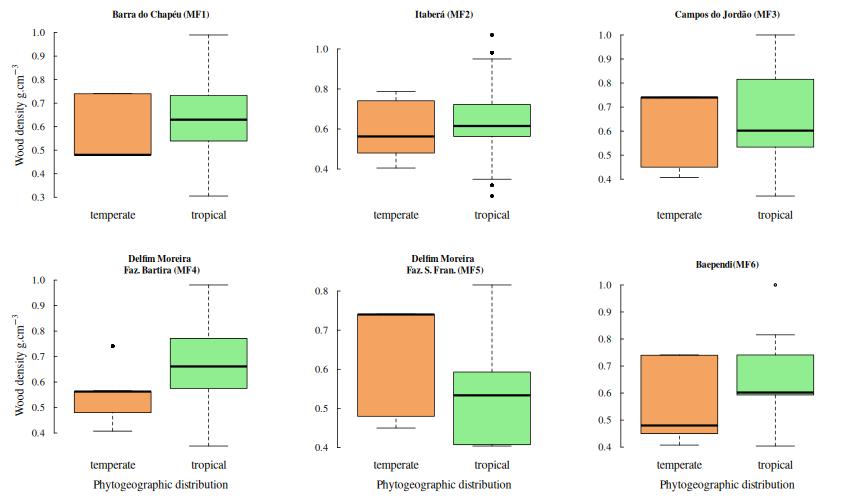 Barra do Chapéu (MF1)
Wood density g.cm⁻³
1.0
0.9
0.8
0.7
0.6
0.5
0.4
0.3
temperate tropical
Itaberá (MF2)
1.0
0.8
0.6
0.4
temperate tropical
Campos do Jordão (MF3)
1.0
0.9
0.8
0.7
0.6
0.5
0.4
temperate tropical
Delfim Moreira
Faz. Bartira (MF4)
Wood density g.cm⁻³
1.0
0.9
0.8
0.7
0.6
0.5
0.4
temperate tropical
Phytogeographic distribution
Delfim Moreira
Faz. S. Fran. (MF5)
0.8
0.7
0.6
0.5
0.4
temperate tropical
Baependi(MF6)
1.0
0.9
0.8
0.7
0.6
0.5
0.4
temperate tropical
Phytogeographic distribution